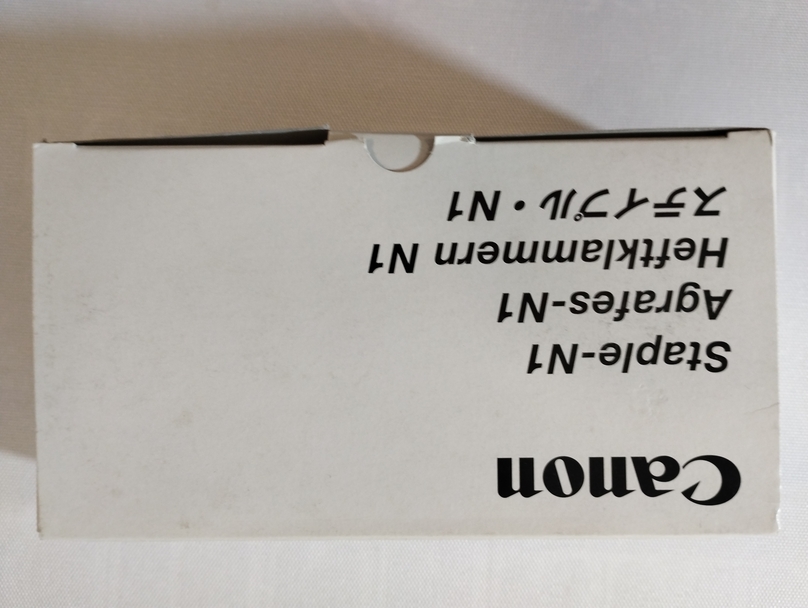 Canon
Staple-N1
Agrafes-N1
Heftklammern N1
ステイプル・N1